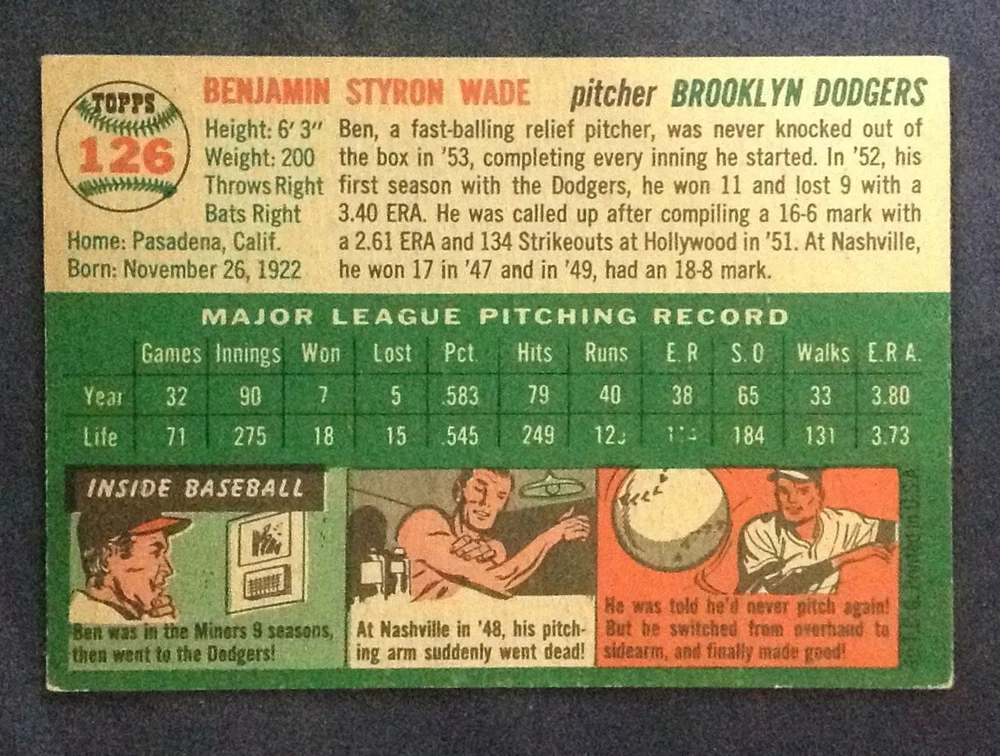 TOPPS
126
BENJAMIN STYRON WADE pitcher BROOKLYN DODGERS
Height: 6' 3"
Weight: 200
Throws Right
Bats Right
Home: Pasadena, Calif.
Born: November 26, 1922
Ben, a fast-balling relief pitcher, was never knocked out of
the box in '53, completing every inning he started. In '52, his
first season with the Dodgers, he won 11 and lost 9 with a
3.40 ERA. He was called up after compiling a 16-6 mark with
a 2.61 ERA and 134 Strikeouts at Hollywood in '51. At Nashville,
he won 17 in '47 and in '49, had an 18-8 mark.
MAJOR LEAGUE PITCHING RECORD
Games Innings Won Lost Pct. Hits Runs E.R S.O Walks E.R.A.
Year 32 90 7 5 .583 79 40 38 65 33 3.80
Life 71 275 18 15 .545 249 184 131 3.73
INSIDE BASEBALL
Ben was in the Minors 9 seasons,
then went to the Dodgers!
At Nashville in '48, his pitch-
ing arm suddenly went dead!
He was told he'd never pitch again!
But he switched from overhand to
sidearm, and finally made good!